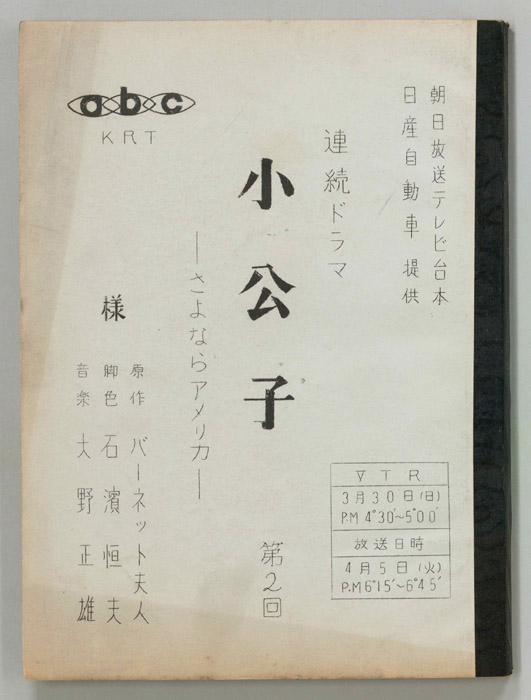 朝日放送テレビ台本
日産自動車 提供
連続ドラマ
小公子
―さよならアメリカ―
第2回
abc
KRT
様
原作 バーネット夫人
脚色 石濱恒夫
音楽 大野正雄
VTR
3月30日(日)
P.M 4°30'~5°00'
放送日時
4月5日(火)
P.M 6°15'~6°45'